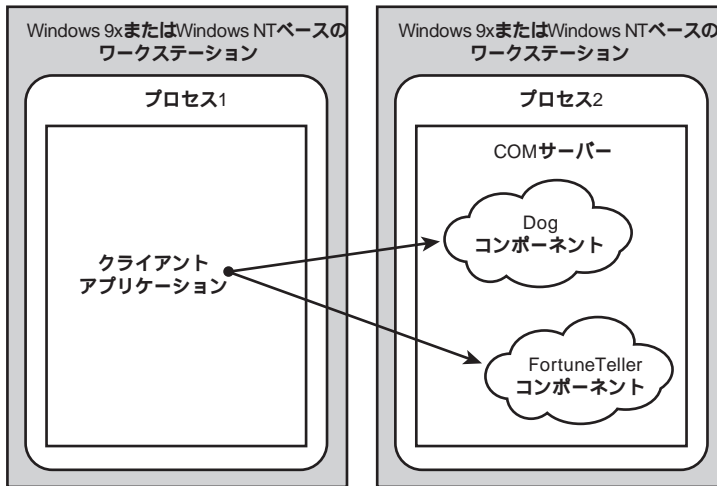 Windows 9xまたはWindows NTベースの
ワークステーション
プロセス1
クライアント
アプリケーション
Windows 9xまたはWindows NTベースの
ワークステーション
プロセス2
COMサーバー
Dog
コンポーネント
FortuneTeller
コンポーネント